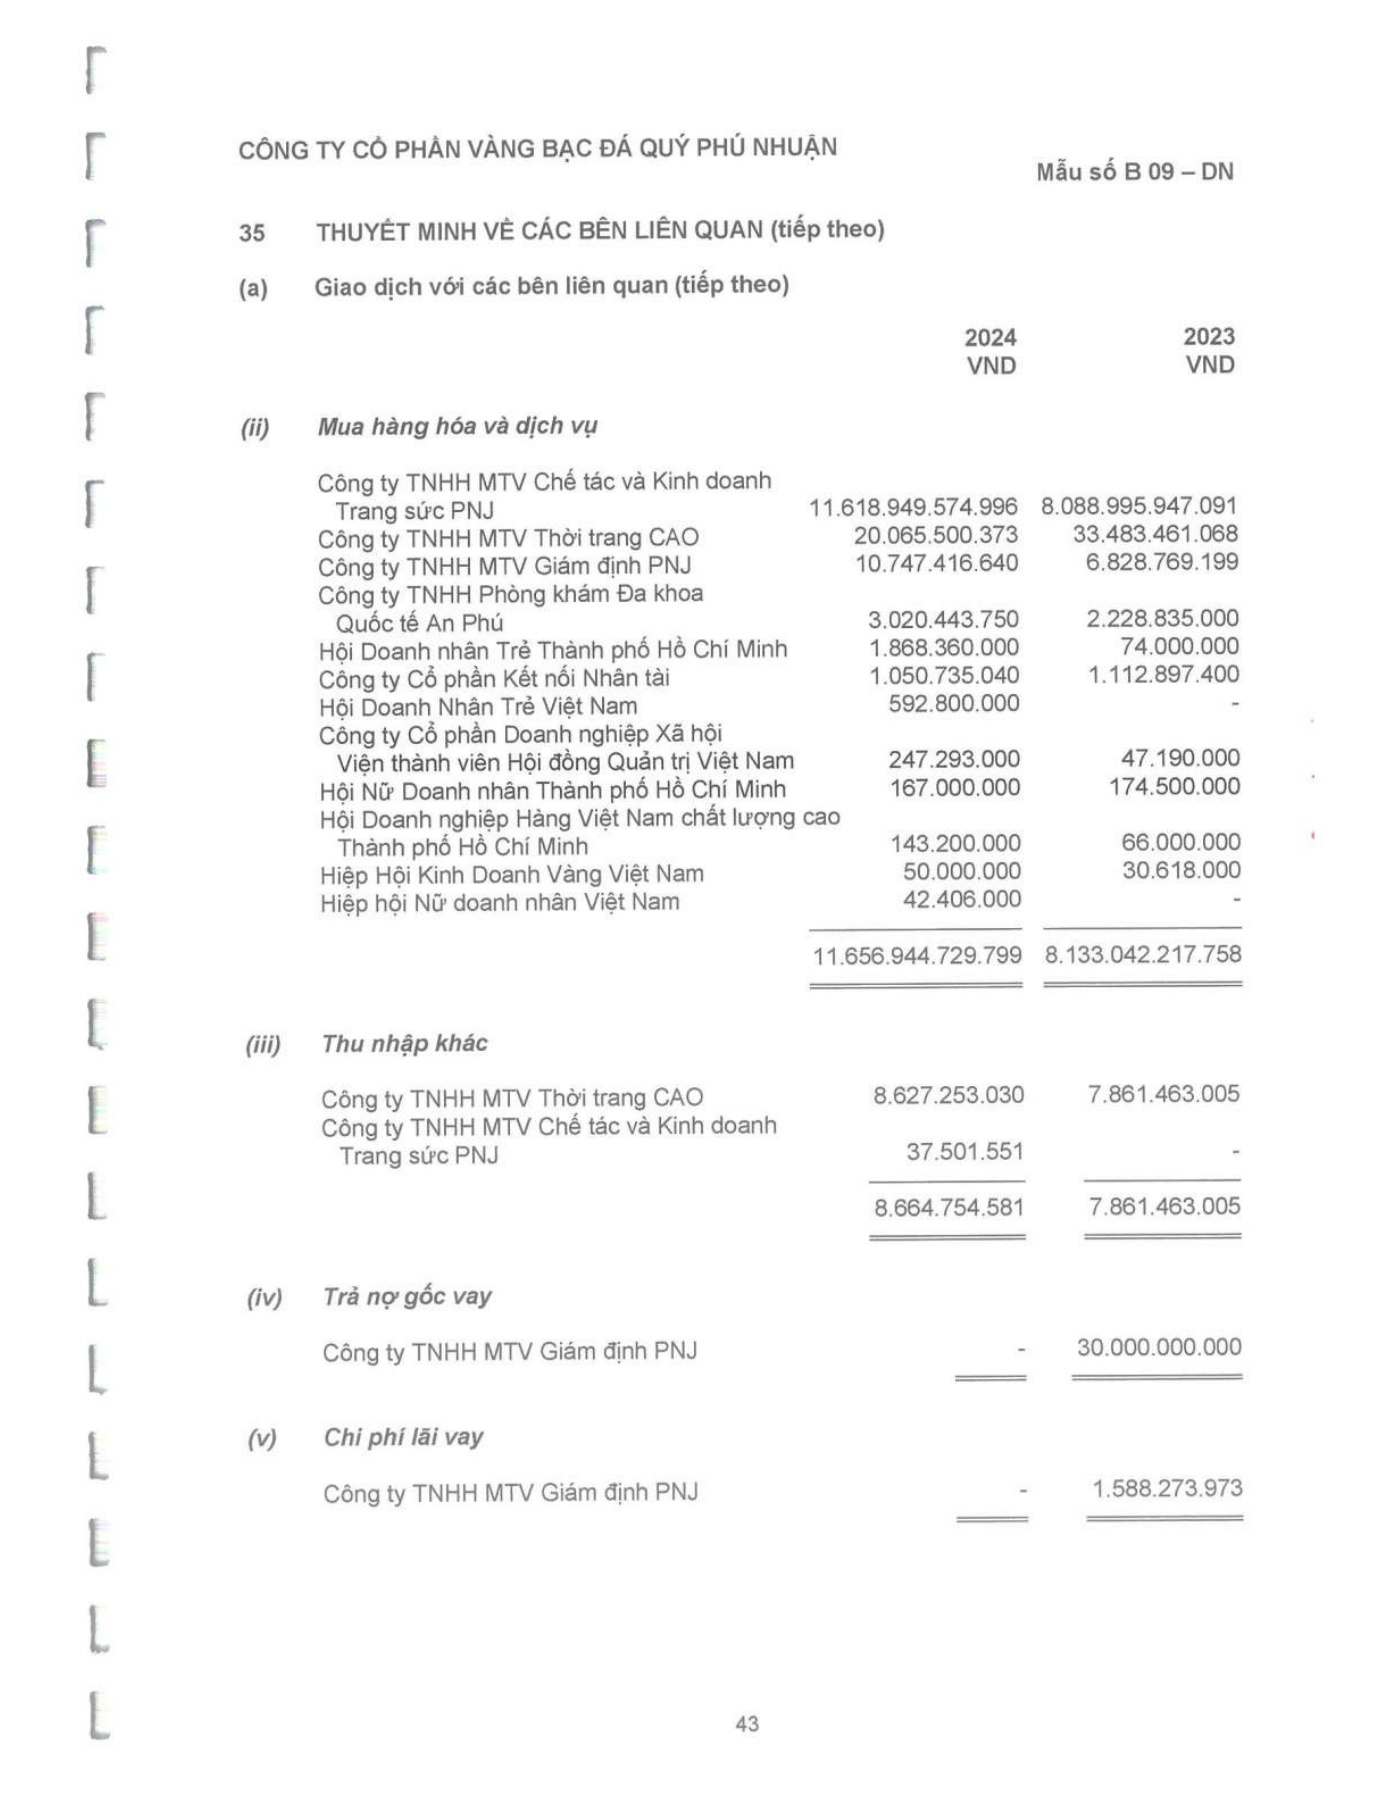 CÔNG TY CỔ PHẦN VÀNG BẠC ĐÁ QUÝ PHÚ NHUẬN
Mẫu số B 09 – DN
35 THUYẾT MINH VỀ CÁC BÊN LIÊN QUAN (tiếp theo)
(a) Giao dịch với các bên liên quan (tiếp theo)
2024 2023
VND VND
(ii) Mua hàng hóa và dịch vụ
Công ty TNHH MTV Chế tác và Kinh doanh
Trang sức PNJ 11.618.949.574.996 8.088.995.947.091
Công ty TNHH MTV Thời trang CAO 20.065.500.373 33.483.461.068
Công ty TNHH MTV Giám định PNJ 10.747.416.640 6.828.769.199
Công ty TNHH Phòng khám Đa khoa
Quốc tế An Phú 3.020.443.750 2.228.835.000
Hội Doanh nhân Trẻ Thành phố Hồ Chí Minh 1.868.360.000 74.000.000
Công ty Cổ phần Kết nối Nhân tài 1.050.735.040 1.112.897.400
Hội Doanh Nhân Trẻ Việt Nam 592.800.000 -
Công ty Cổ phần Doanh nghiệp Xã hội
Viện thành viên Hội đồng Quản trị Việt Nam 247.293.000 47.190.000
Hội Nữ Doanh nhân Thành phố Hồ Chí Minh 167.000.000 174.500.000
Hội Doanh nghiệp Hàng Việt Nam chất lượng cao
Thành phố Hồ Chí Minh 143.200.000 66.000.000
Hiệp Hội Kinh Doanh Vàng Việt Nam 50.000.000 30.618.000
Hiệp hội Nữ doanh nhân Việt Nam 42.406.000 -
11.656.944.729.799 8.133.042.217.758
(iii) Thu nhập khác
Công ty TNHH MTV Thời trang CAO 8.627.253.030 7.861.463.005
Công ty TNHH MTV Chế tác và Kinh doanh
Trang sức PNJ 37.501.551 -
8.664.754.581 7.861.463.005
(iv) Trả nợ gốc vay
Công ty TNHH MTV Giám định PNJ - 30.000.000.000
(v) Chi phí lãi vay
Công ty TNHH MTV Giám định PNJ - 1.588.273.973
43